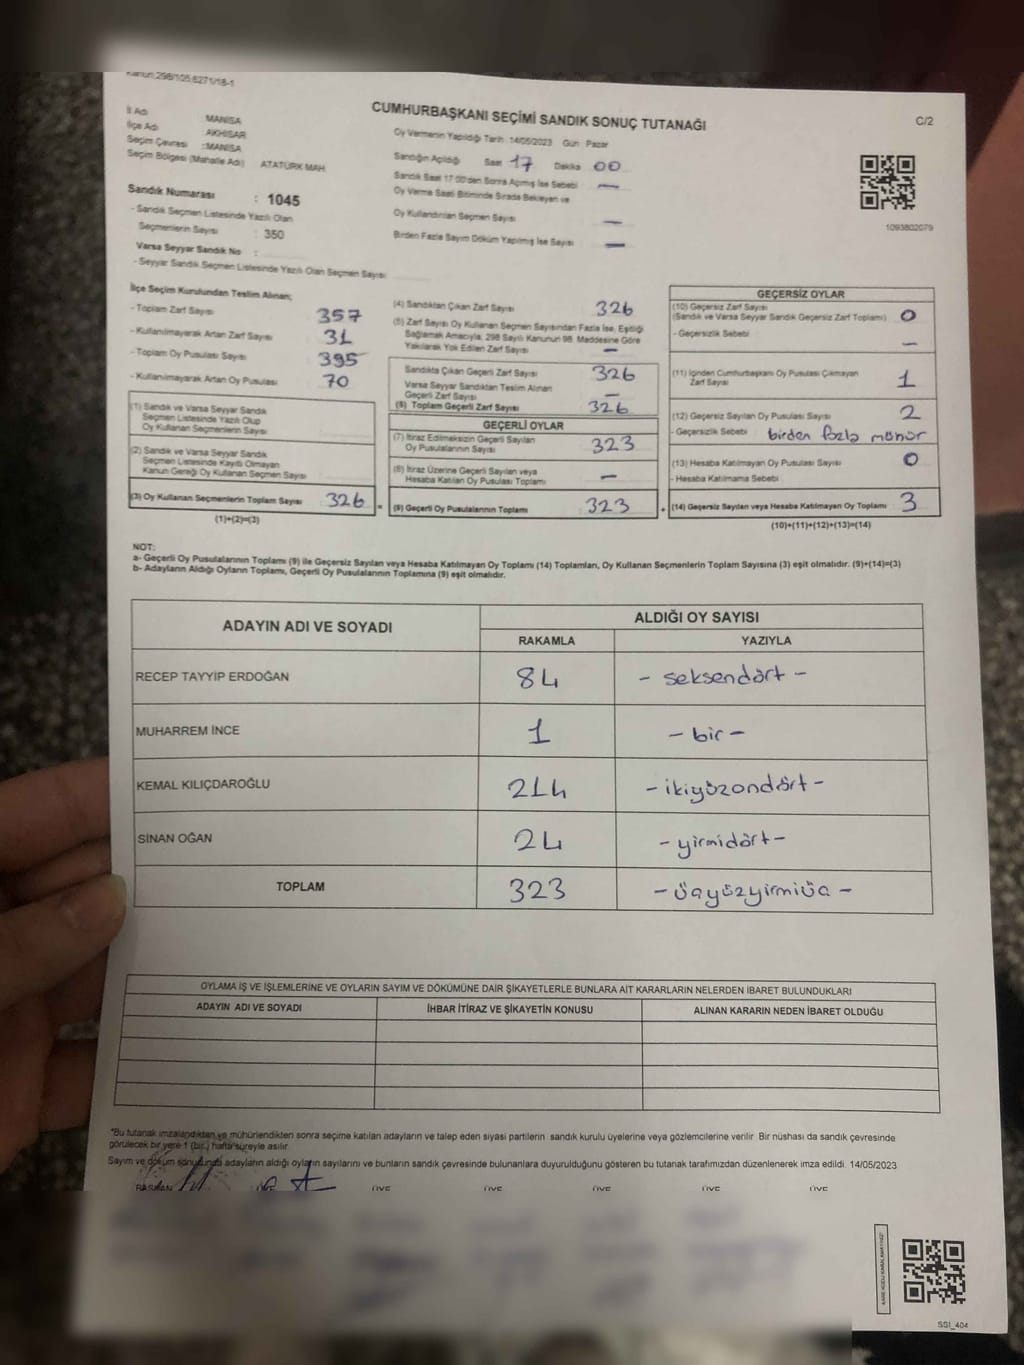 Kanun:298/105,6271/18-1
CUMHURBAŞKANI SEÇİMİ SANDIK SONUÇ TUTANAĞI
C/2
İl Adı MANİSA
İlçe Adı AKHİSAR
Seçim Çevresi :MANİSA
Seçim Bölgesi (Mahalle Adı) ATATÜRK MAH.
Sandık Numarası : 1045
- Sandık Seçmen Listesinde Yazılı Olan
Seçmenlerin Sayısı : 350
Varsa Seyyar Sandık No :
- Seyyar Sandık Seçmen Listesinde Yazılı Olan Seçmen Sayısı:
Oy Vermenin Yapıldığı Tarih 14/05/2023 Gün Pazar
Sandığın Açıldığı Saat 17 Dakika 00
Sandık Saat 17:00'den Sonra Açılmış İse Sebebi —
Oy Verme Saati Bitiminde Sırada Bekleyen ve
Oy Kullandırılan Seçmen Sayısı —
Birden Fazla Sayım Döküm Yapılmış İse Sayısı —
1093802079
İlçe Seçim Kurulundan Teslim Alınan;
- Toplam Zarf Sayısı 357
- Kullanılmayarak Artan Zarf Sayısı 31
- Toplam Oy Pusulası Sayısı 395
- Kullanılmayarak Artan Oy Pusulası 70
(1) Sandık ve Varsa Seyyar Sandık
Seçmen Listesinde Yazılı Olup
Oy Kullanan Seçmenlerin Sayısı
(2) Sandık ve Varsa Seyyar Sandık
Seçmen Listesinde Kayıtlı Olmayan
Kanun Gereği Oy Kullanan Seçmen Sayısı
(3) Oy Kullanan Seçmenlerin Toplam Sayısı 326 =
(1)+(2)=(3)
(4) Sandıktan Çıkan Zarf Sayısı 326
(5) Zarf Sayısı Oy Kullanan Seçmen Sayısından Fazla İse, Eşitliği
Sağlamak Amacıyla, 298 Sayılı Kanunun 98. Maddesine Göre
Yakılarak Yok Edilen Zarf Sayısı —
Sandıkta Çıkan Geçerli Zarf Sayısı 326
Varsa Seyyar Sandıktan Teslim Alınan
Geçerli Zarf Sayısı —
(6) Toplam Geçerli Zarf Sayısı 326
GEÇERLİ OYLAR
(7) İtiraz Edilmeksizin Geçerli Sayılan
Oy Pusulalarının Sayısı 323
(8) İtiraz Üzerine Geçerli Sayılan veya
Hesaba Katılan Oy Pusulası Toplamı —
(9) Geçerli Oy Pusulalarının Toplamı 323 +
GEÇERSİZ OYLAR
(10) Geçersiz Zarf Sayısı
(Sandık ve Varsa Seyyar Sandık Geçersiz Zarf Toplamı) 0
- Geçersizlik Sebebi —
(11) İçinden Cumhurbaşkanı Oy Pusulası Çıkmayan
Zarf Sayısı 1
(12) Geçersiz Sayılan Oy Pusulası Sayısı 2
- Geçersizlik Sebebi birden fazla mühür
(13) Hesaba Katılmayan Oy Pusulası Sayısı 0
- Hesaba Katılmama Sebebi
(14) Geçersiz Sayılan veya Hesaba Katılmayan Oy Toplamı 3
(10)+(11)+(12)+(13)=(14)
NOT:
a- Geçerli Oy Pusulalarının Toplamı (9) ile Geçersiz Sayılan veya Hesaba Katılmayan Oy Toplamı (14) Toplamları, Oy Kullanan Seçmenlerin Toplam Sayısına (3) eşit olmalıdır. (9)+(14)=(3)
b- Adayların Aldığı Oyların Toplamı, Geçerli Oy Pusulalarının Toplamına (9) eşit olmalıdır.
ADAYIN ADI VE SOYADI
ALDIĞI OY SAYISI
RAKAMLA YAZIYLA
RECEP TAYYİP ERDOĞAN 84 - seksendört -
MUHARREM İNCE 1 - bir -
KEMAL KILIÇDAROĞLU 214 - ikiyüzondört -
SİNAN OĞAN 24 - yirmidört -
TOPLAM 323 - üçyüzyirmiüç -
OYLAMA İŞ VE İŞLEMLERİNE VE OYLARIN SAYIM VE DÖKÜMÜNE DAİR ŞİKAYETLERLE BUNLARA AİT KARARLARIN NELERDEN İBARET BULUNDUKLARI
ADAYIN ADI VE SOYADI İHBAR İTİRAZ VE ŞİKAYETİN KONUSU ALINAN KARARIN NEDEN İBARET OLDUĞU
*Bu tutanak imzalandıktan ve mühürlendikten sonra seçime katılan adayların ve talep eden siyasi partilerin sandık kurulu üyelerine veya gözlemcilerine verilir. Bir nüshası da sandık çevresinde
görülecek bir yere 1 (bir) hafta süreyle asılır.
Sayım ve döküm sonucunda adayların aldığı oyların sayılarını ve bunların sandık çevresinde bulunanlara duyurulduğunu gösteren bu tutanak tarafımızdan düzenlenerek imza edildi. 14/05/2023
BAŞKAN ÜYE ÜYE ÜYE ÜYE ÜYE
SS1_404